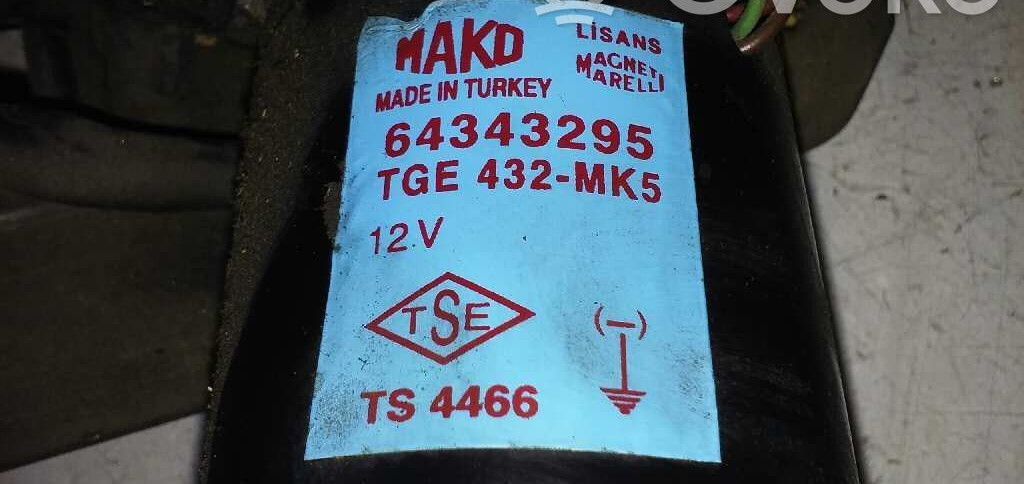 MAKO
LİSANS
MAGNETI
MARELLI
MADE IN TURKEY
64343295
TGE 432-MK5
12 V
TSE
(–)
TS 4466